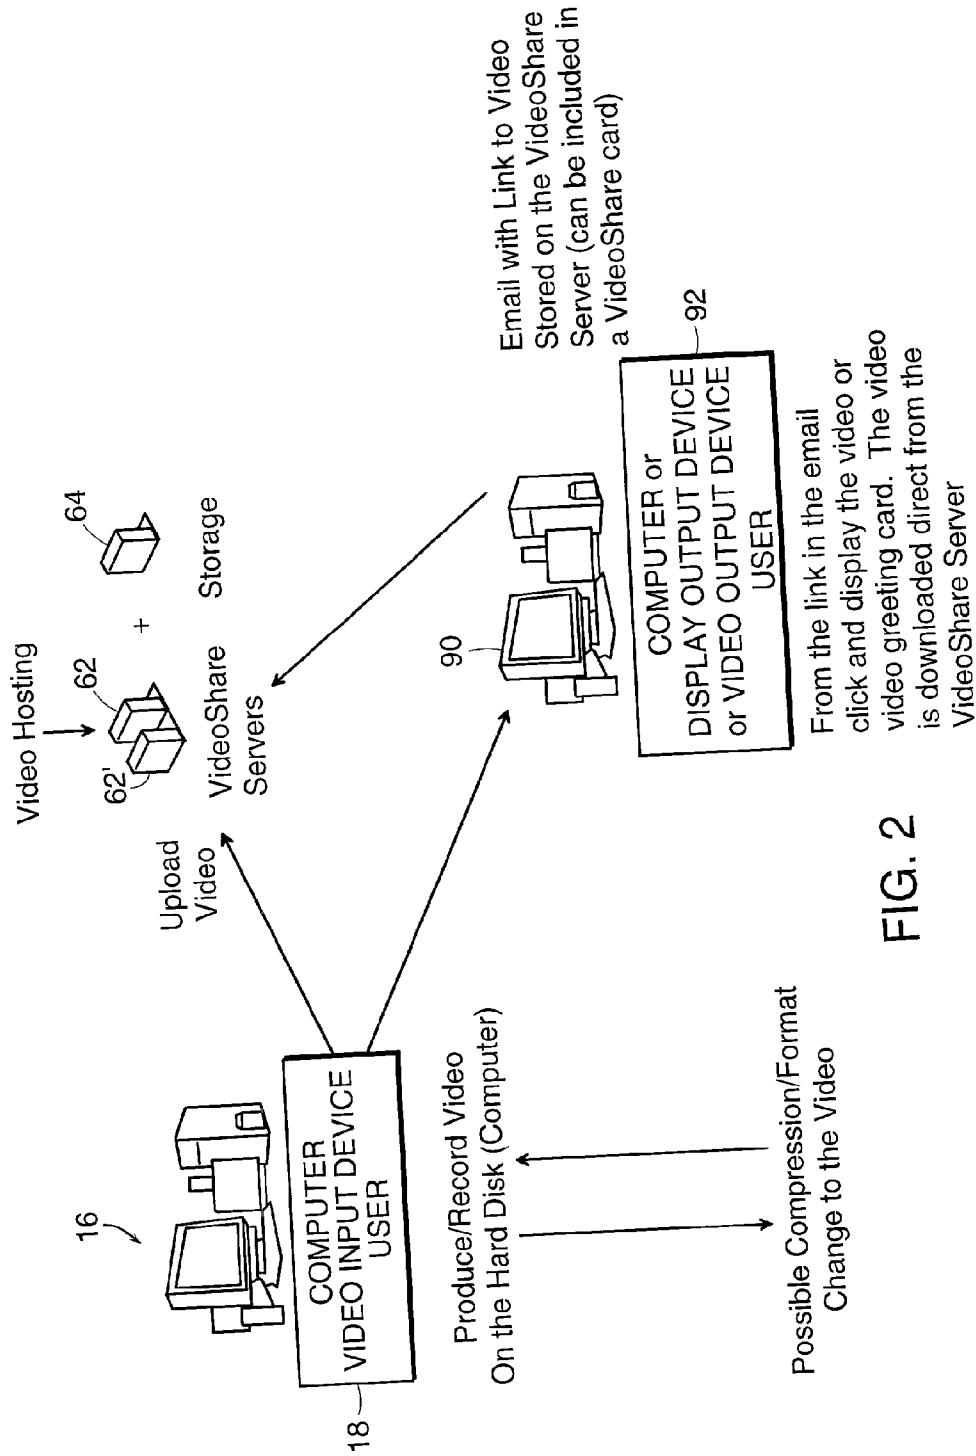 Video Hosting
62
62'
64
+
VideoShare
Servers
Storage
Upload
Video
16
COMPUTER
VIDEO INPUT DEVICE
USER
18
Produce/Record Video
On the Hard Disk (Computer)
Possible Compression/Format
Change to the Video
90
COMPUTER or
DISPLAY OUTPUT DEVICE
or VIDEO OUTPUT DEVICE
USER
92
Email with Link to Video
Stored on the VideoShare
Server (can be included in
a VideoShare card)
From the link in the email
click and display the video or
video greeting card. The video
is downloaded direct from the
VideoShare Server
FIG. 2